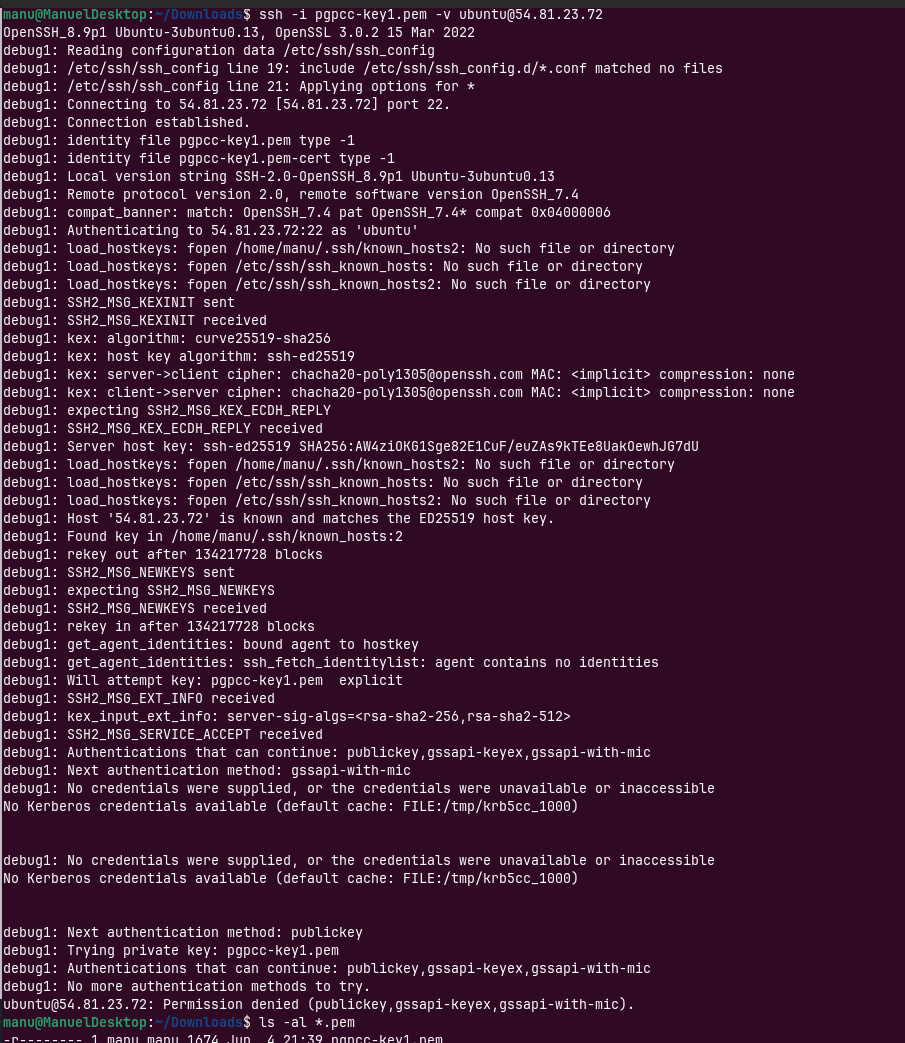 manu@ManuelDesktop:~/Downloads$ ssh -i pgpcc-key1.pem -v ubuntu@54.81.23.72
OpenSSH_8.9p1 Ubuntu-3ubuntu0.13, OpenSSL 3.0.2 15 Mar 2022
debug1: Reading configuration data /etc/ssh/ssh_config
debug1: /etc/ssh/ssh_config line 19: include /etc/ssh/ssh_config.d/*.conf matched no files
debug1: /etc/ssh/ssh_config line 21: Applying options for *
debug1: Connecting to 54.81.23.72 [54.81.23.72] port 22.
debug1: Connection established.
debug1: identity file pgpcc-key1.pem type -1
debug1: identity file pgpcc-key1.pem-cert type -1
debug1: Local version string SSH-2.0-OpenSSH_8.9p1 Ubuntu-3ubuntu0.13
debug1: Remote protocol version 2.0, remote software version OpenSSH_7.4
debug1: compat_banner: match: OpenSSH_7.4 pat OpenSSH_7.4* compat 0x04000006
debug1: Authenticating to 54.81.23.72:22 as 'ubuntu'
debug1: load_hostkeys: fopen /home/manu/.ssh/known_hosts2: No such file or directory
debug1: load_hostkeys: fopen /etc/ssh/ssh_known_hosts: No such file or directory
debug1: load_hostkeys: fopen /etc/ssh/ssh_known_hosts2: No such file or directory
debug1: SSH2_MSG_KEXINIT sent
debug1: SSH2_MSG_KEXINIT received
debug1: kex: algorithm: curve25519-sha256
debug1: kex: host key algorithm: ssh-ed25519
debug1: kex: server->client cipher: chacha20-poly1305@openssh.com MAC: <implicit> compression: none
debug1: kex: client->server cipher: chacha20-poly1305@openssh.com MAC: <implicit> compression: none
debug1: expecting SSH2_MSG_KEX_ECDH_REPLY
debug1: SSH2_MSG_KEX_ECDH_REPLY received
debug1: Server host key: ssh-ed25519 SHA256:AW4ziOKG1Sge82E1CuF/euZAs9kTEe8UakOewhJG7dU
debug1: load_hostkeys: fopen /home/manu/.ssh/known_hosts2: No such file or directory
debug1: load_hostkeys: fopen /etc/ssh/ssh_known_hosts: No such file or directory
debug1: load_hostkeys: fopen /etc/ssh/ssh_known_hosts2: No such file or directory
debug1: Host '54.81.23.72' is known and matches the ED25519 host key.
debug1: Found key in /home/manu/.ssh/known_hosts:2
debug1: rekey out after 134217728 blocks
debug1: SSH2_MSG_NEWKEYS sent
debug1: expecting SSH2_MSG_NEWKEYS
debug1: SSH2_MSG_NEWKEYS received
debug1: rekey in after 134217728 blocks
debug1: get_agent_identities: bound agent to hostkey
debug1: get_agent_identities: ssh_fetch_identitylist: agent contains no identities
debug1: Will attempt key: pgpcc-key1.pem  explicit
debug1: SSH2_MSG_EXT_INFO received
debug1: kex_input_ext_info: server-sig-algs=<rsa-sha2-256,rsa-sha2-512>
debug1: SSH2_MSG_SERVICE_ACCEPT received
debug1: Authentications that can continue: publickey,gssapi-keyex,gssapi-with-mic
debug1: Next authentication method: gssapi-with-mic
debug1: No credentials were supplied, or the credentials were unavailable or inaccessible
No Kerberos credentials available (default cache: FILE:/tmp/krb5cc_1000)
debug1: No credentials were supplied, or the credentials were unavailable or inaccessible
No Kerberos credentials available (default cache: FILE:/tmp/krb5cc_1000)
debug1: Next authentication method: publickey
debug1: Trying private key: pgpcc-key1.pem
debug1: Authentications that can continue: publickey,gssapi-keyex,gssapi-with-mic
debug1: No more authentication methods to try.
ubuntu@54.81.23.72: Permission denied (publickey,gssapi-keyex,gssapi-with-mic).
manu@ManuelDesktop:~/Downloads$ ls -al *.pem
-r-------- 1 manu manu 1674 Jun  4 21:39 pgpcc-key1.pem